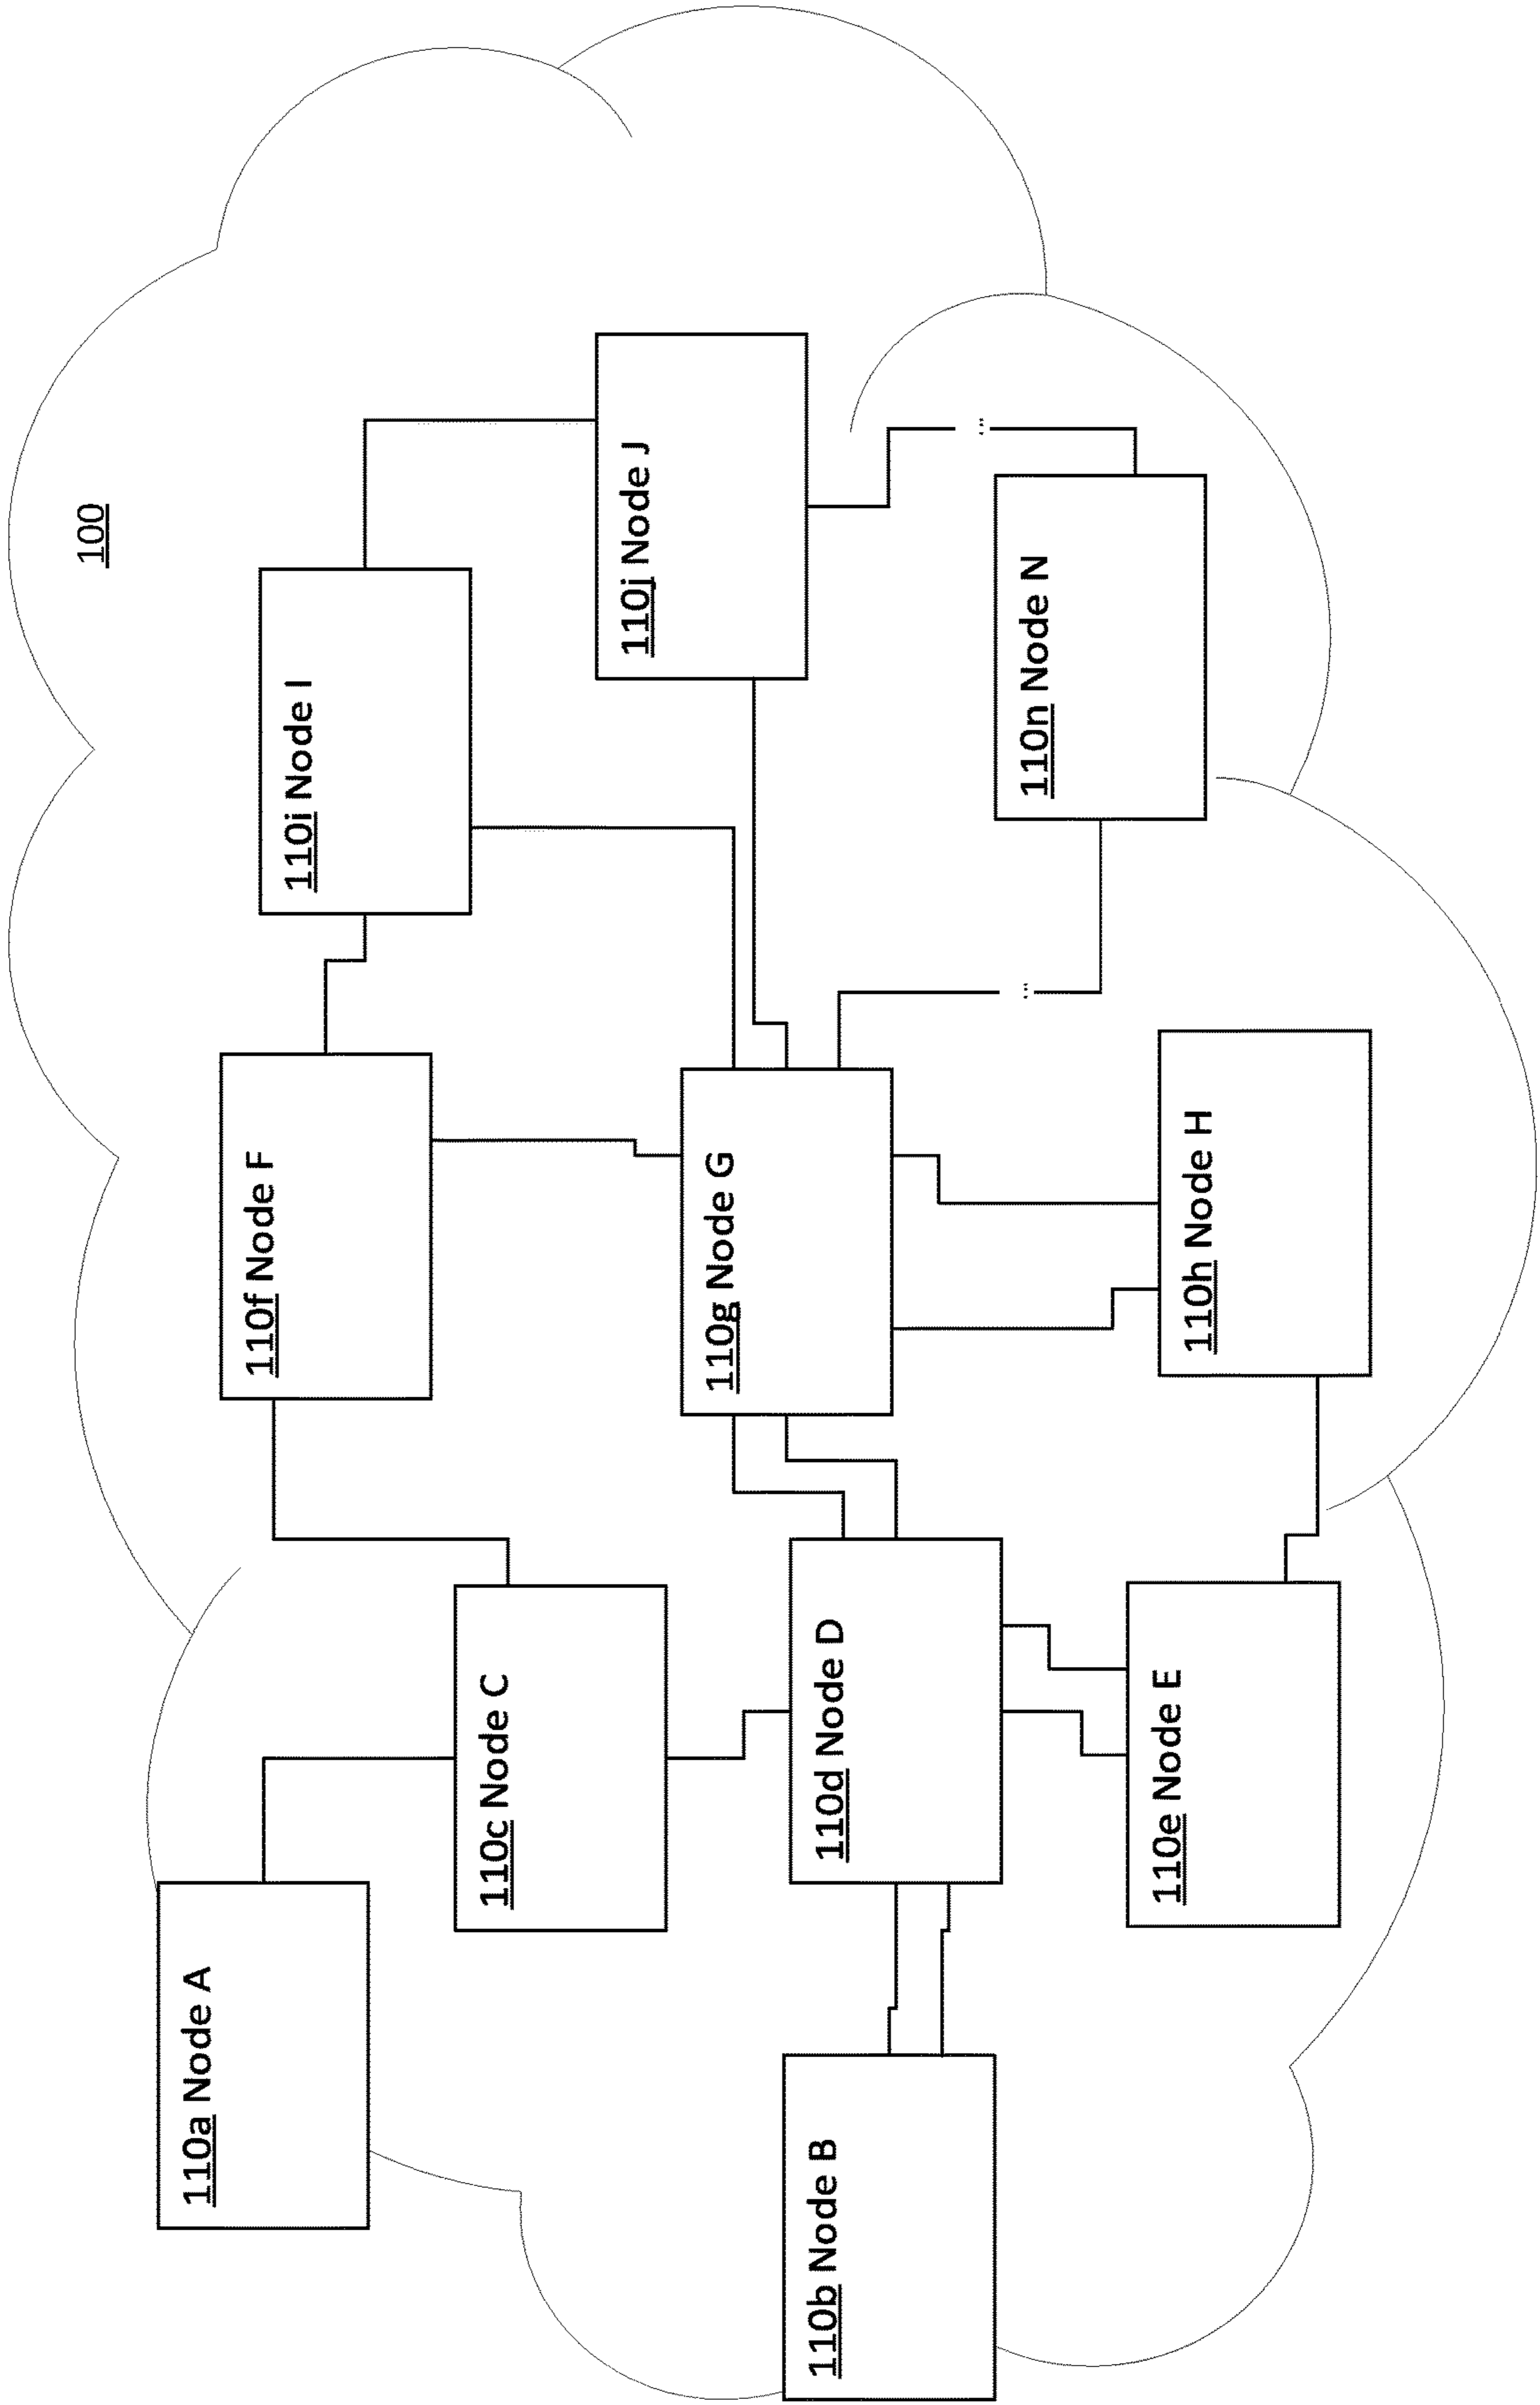 100
110a Node A
110f Node F
110i Node I
110c Node C
110j Node J
110g Node G
110d Node D
110b Node B
...
...
110n Node N
110e Node E
110h Node H